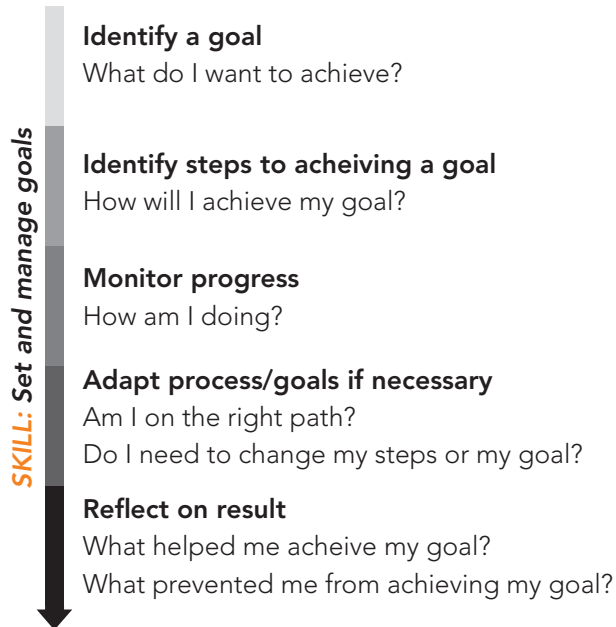 SKILL: Set and manage goals
Identify a goal
What do I want to achieve?
Identify steps to acheiving a goal
How will I achieve my goal?
Monitor progress
How am I doing?
Adapt process/goals if necessary
Am I on the right path?
Do I need to change my steps or my goal?
Reflect on result
What helped me acheive my goal?
What prevented me from achieving my goal?